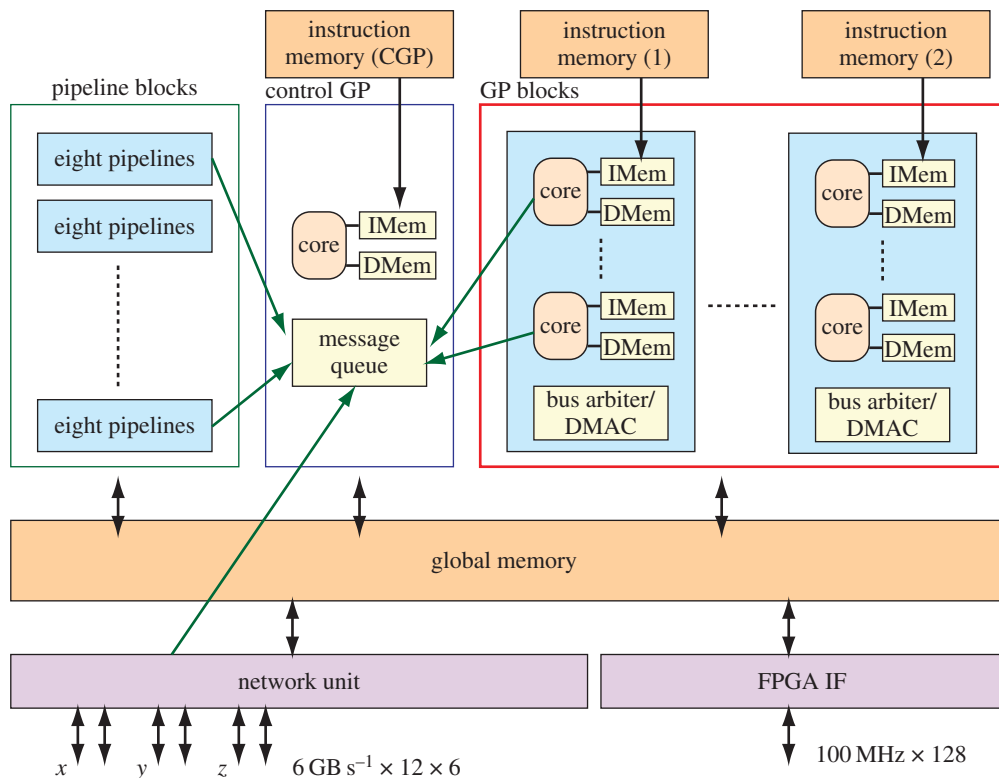 instruction
memory (CGP)
instruction
memory (1)
instruction
memory (2)
pipeline blocks
control GP
GP blocks
eight pipelines
eight pipelines
eight pipelines
core
IMem
DMem
message
queue
core
IMem
DMem
core
IMem
DMem
bus arbiter/
DMAC
core
IMem
DMem
core
IMem
DMem
bus arbiter/
DMAC
global memory
network unit
FPGA IF
x y z 6 GB s⁻¹ × 12 × 6
100 MHz × 128